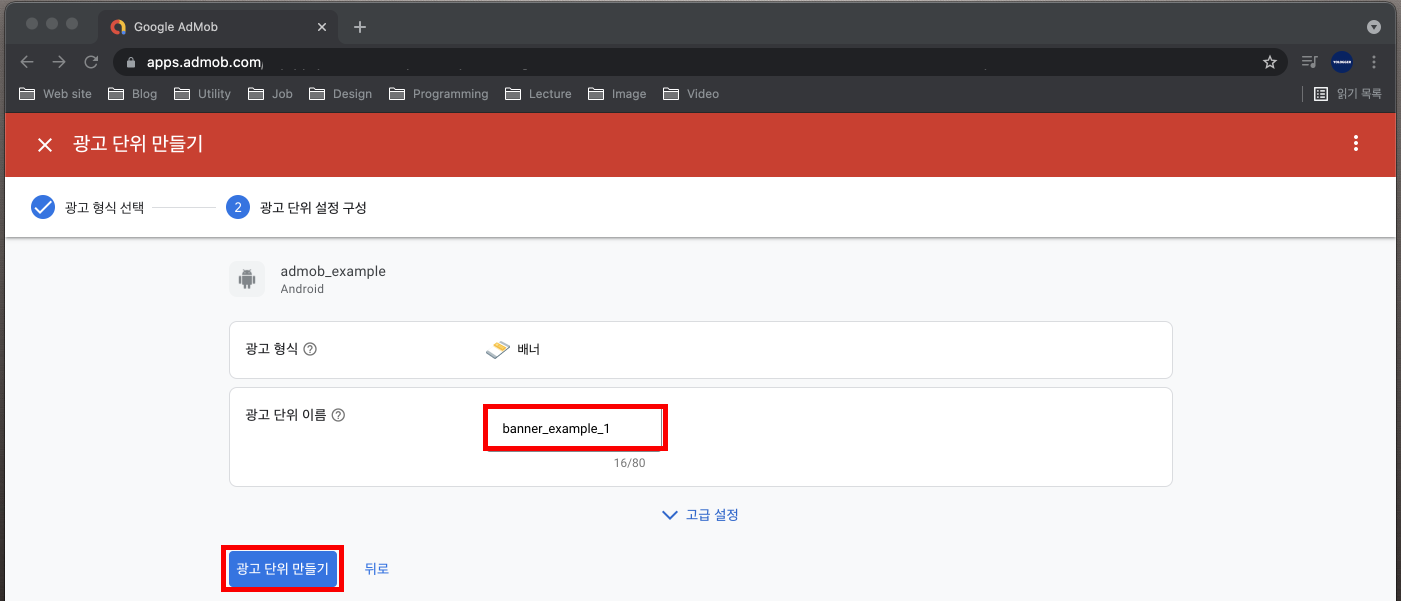 Google AdMob
apps.admob.com/
Web site Blog Utility Job Design Programming Lecture Image Video 읽기 목록
광고 단위 만들기
광고 형식 선택 2 광고 단위 설정 구성
admob_example
Android
광고 형식 배너
광고 단위 이름
banner_example_1
16/80
고급 설정
광고 단위 만들기 뒤로